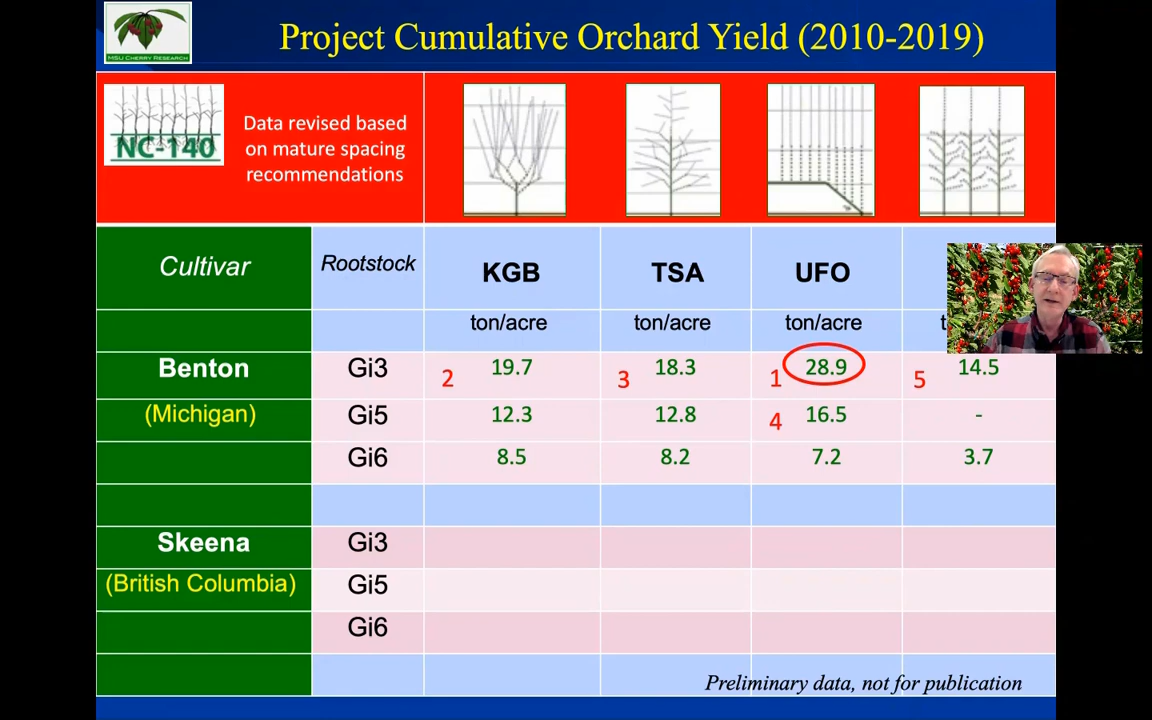 Project Cumulative Orchard Yield (2010-2019)
MSU CHERRY RESEARCH
NC-140
Data revised based
on mature spacing
recommendations
Cultivar Rootstock KGB TSA UFO
ton/acre ton/acre ton/acre
Benton Gi3 2 19.7 3 18.3 1 28.9 5 14.5
(Michigan) Gi5 12.3 12.8 4 16.5 -
Gi6 8.5 8.2 7.2 3.7
Skeena Gi3
(British Columbia) Gi5
Gi6
Preliminary data, not for publication